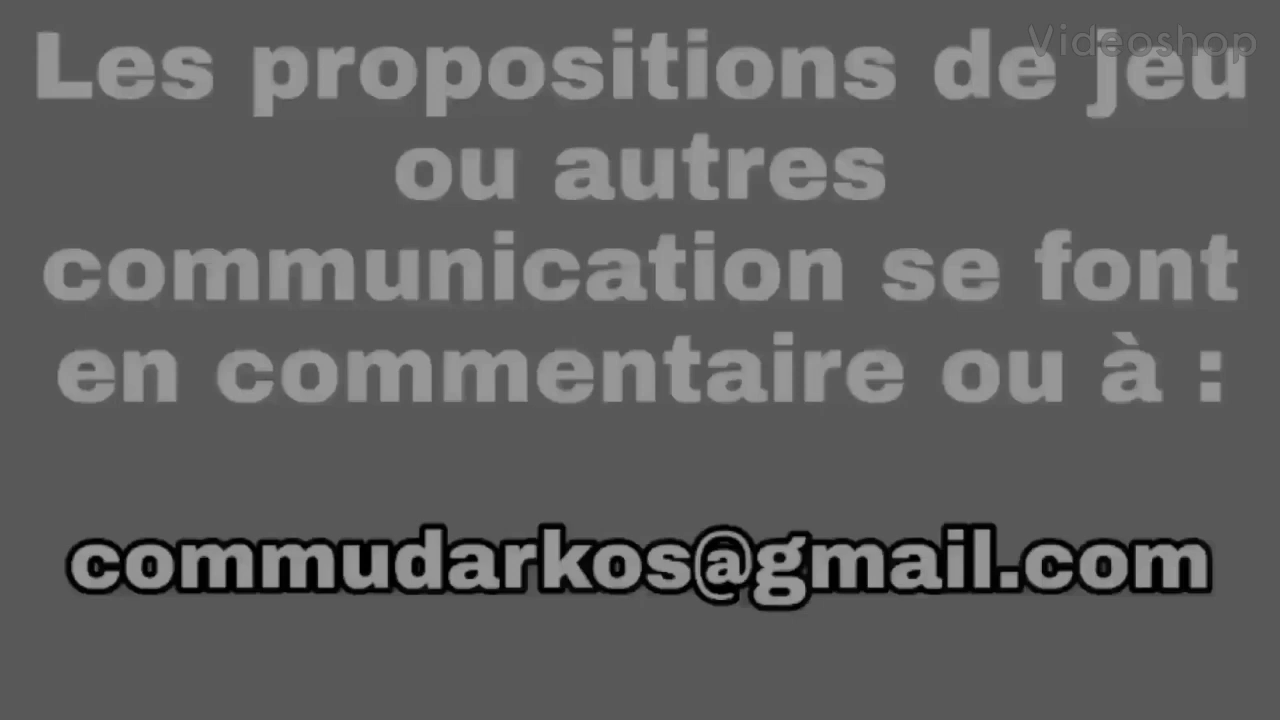 Videoshop
Les propositions de jeu
ou autres
communication se font
en commentaire ou à :
commudarkos@gmail.com